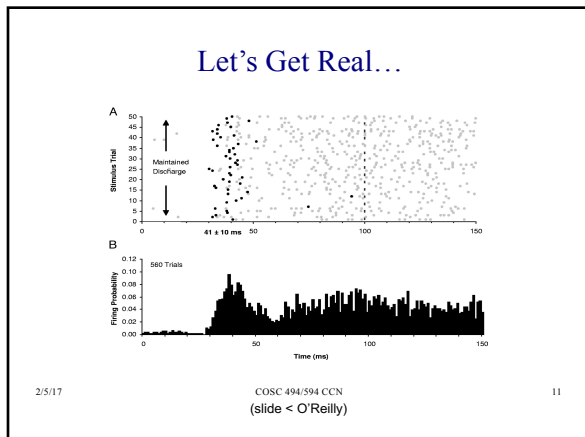 Let's Get Real…
A
50
45
40
35
30
25
20
15
10
5
0
Stimulus Trial
Maintained
Discharge
0
41 ± 10 ms
50
100
150
B
560 Trials
0.12
0.10
0.08
0.06
0.04
0.02
0.00
Firing Probability
0
50
100
150
Time (ms)
2/5/17
COSC 494/594 CCN
11
(slide < O'Reilly)